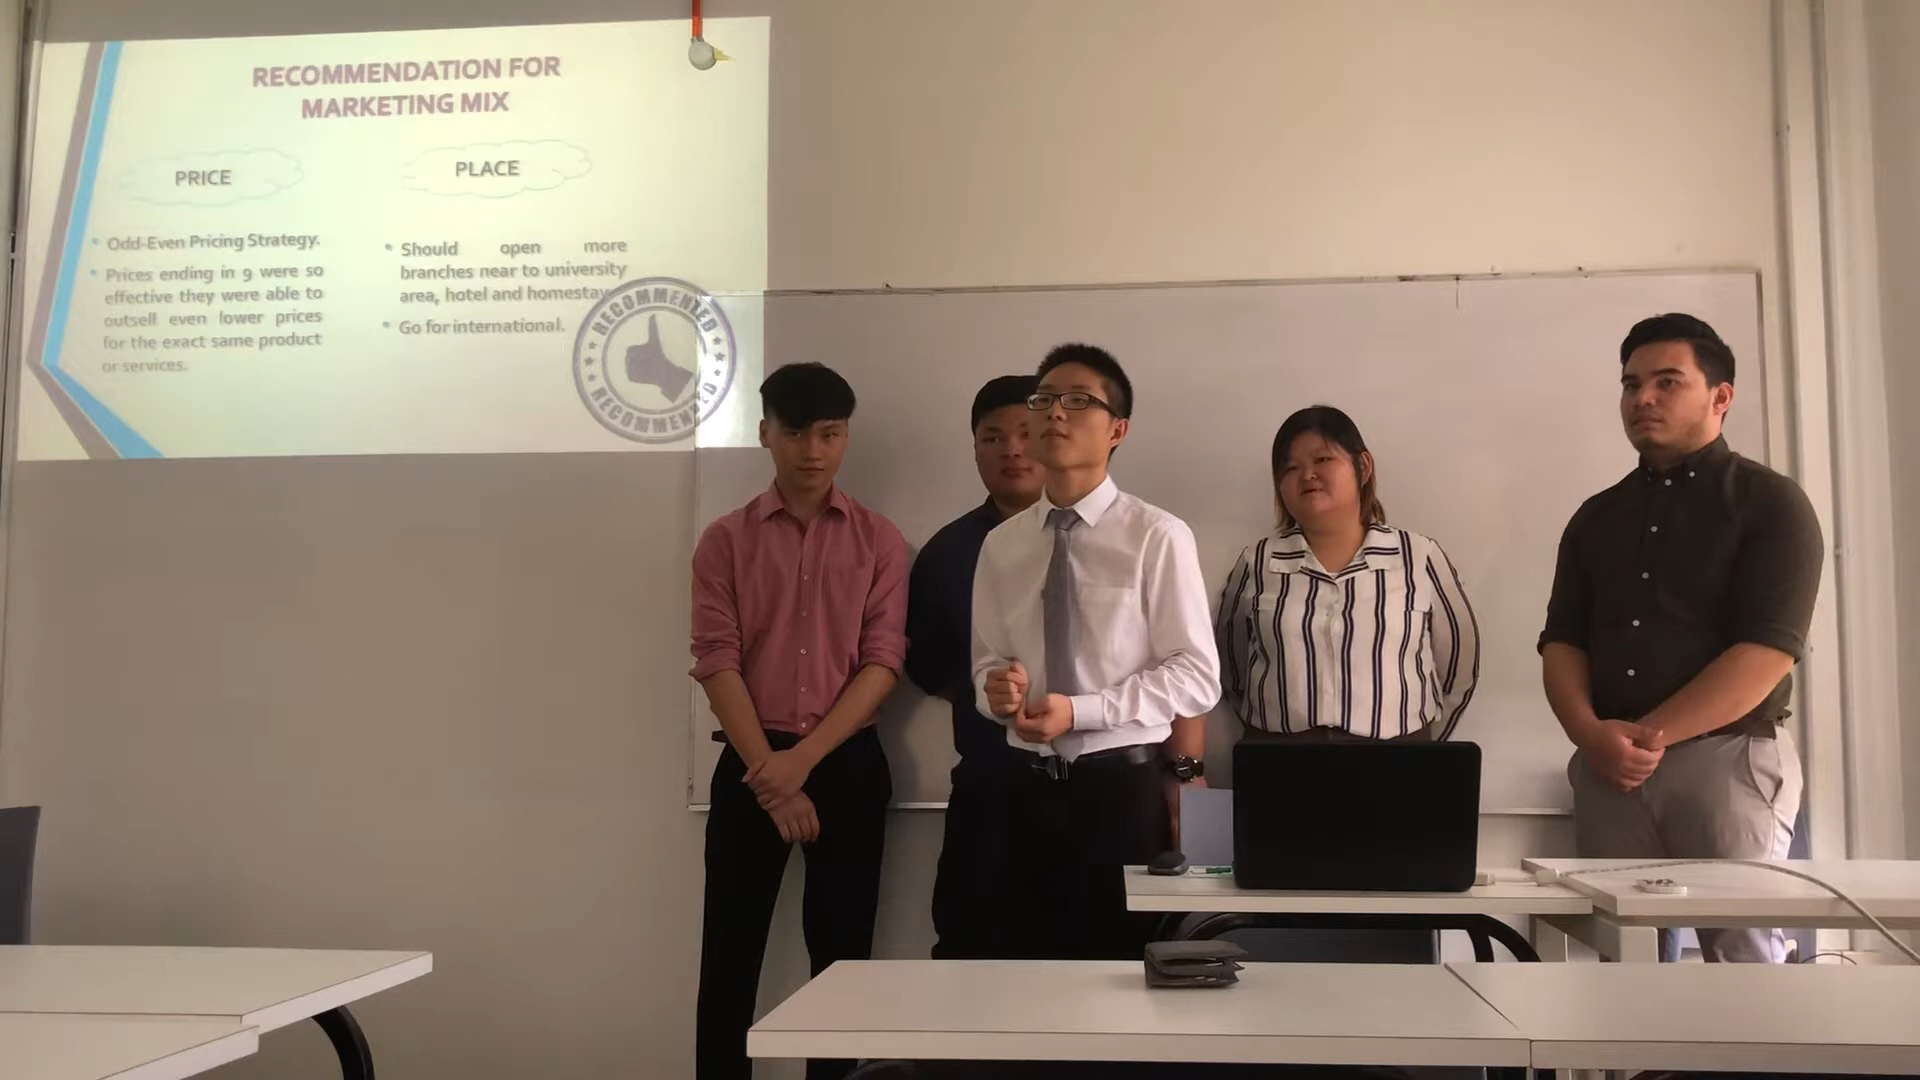 RECOMMENDATION FOR
MARKETING MIX
PRICE
Odd-Even Pricing Strategy.
Prices ending in 9 were so
effective they were able to
outsell even lower prices
for the exact same product
or services.
PLACE
Should open more
branches near to university
area, hotel and homestay
Go for international.
RECOMMENTED
RECOMMENTED